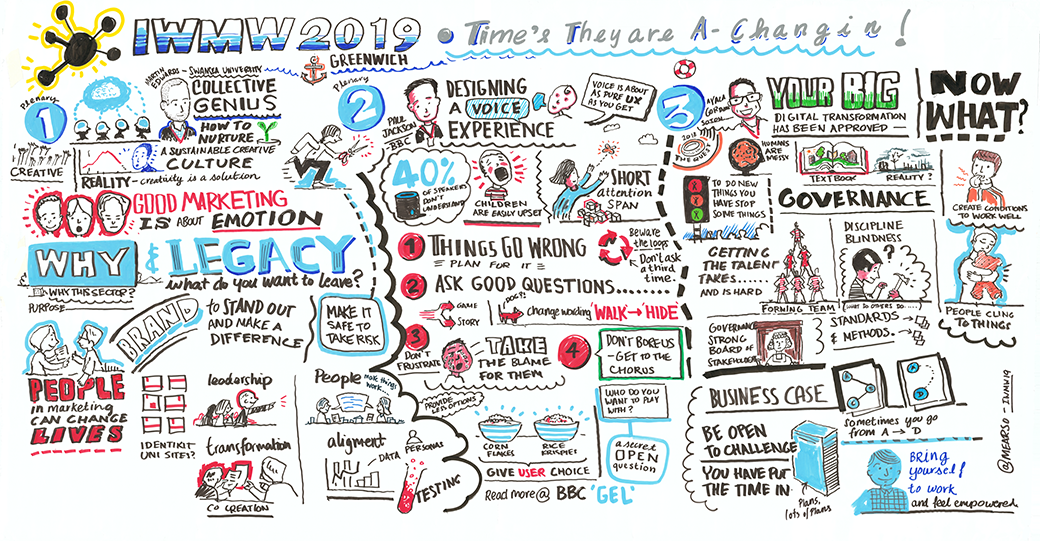 IWMW 2019
• Time's They are A-Changin!
GREENWICH
PLENARY
1
MARTIN EDWARDS - SWANSEA UNIVERSITY
COLLECTIVE
GENIUS
HOW TO
NURTURE
A SUSTAINABLE CREATIVE
CULTURE
CREATIVE
REALITY - creativity is a solution
GOOD MARKETING
IS ABOUT EMOTION
WHY & LEGACY
what do you want to leave?
WHY THIS SECTOR?
PURPOSE
BRAND
to STAND OUT
AND MAKE A
DIFFERENCE
MAKE IT
SAFE TO
TAKE RISK
PEOPLE
in marketing
CAN CHANGE
LIVES
IDENTIKIT
UNI SITES!?
leadership
transformation
CO CREATION
People
make things
work...
aligment
DATA
PERSONAS
TESTING
Plenary
2
PAUL
JACKSON
BBC
DESIGNING
A VOICE
EXPERIENCE
VOICE IS ABOUT
AS PURE UX
AS YOU GET
40%
OF SPEAKERS
DON'T
UNDERSTAND
CHILDREN
ARE EASILY UPSET
SHORT
attention
SPAN
1 THINGS GO WRONG
= PLAN FOR IT =
Beware
the loops
Don't ask
a third
time.
2 ASK GOOD QUESTIONS......
GAME
STORY
DOG?!
change wording 'WALK → HIDE'
3
DON'T
FRUSTRATE
TAKE
THE BLAME
FOR THEM
4
DON'T BORE US
- GET TO THE
CHORUS
PROVIDE
LESS OPTIONS
CORN
FLAKES
RICE
KRISPIES
GIVE USER CHOICE
Read more @ BBC 'GEL'
WHO DO YOU
WANT TO PLAY
WITH?
a secret
OPEN
question
3
AYALA
GORDON
SOTON
YOUR BIG
DIGITAL TRANSFORMATION
HAS BEEN APPROVED
NOW
WHAT?
2018
THE QUEST
HUMANS
ARE
MESSY
TEXT BOOK
REALITY?
TO DO NEW
THINGS YOU
HAVE STOP
SOME THINGS
GOVERNANCE
CREATE CONDITIONS
TO WORK WELL
GETTING
THE TALENT
TAKES......
AND IS HARD
FORMING TEAM
DISCIPLINE
BLINDNESS
WHAT DO OTHERS DO....
STANDARDS
& METHODS.
PEOPLE CLING
TO THINGS
GOVERNANCE
STRONG
BOARD of
STAKEHOLDERS
BUSINESS CASE
A
D
A
D
sometimes you go
from A → D
BE OPEN
TO CHALLENGE
YOU HAVE PUT
THE TIME IN
Plans,
lots of plans
Bring
yourself
to work
and feel empowered.
@MEARSO - IWMW19